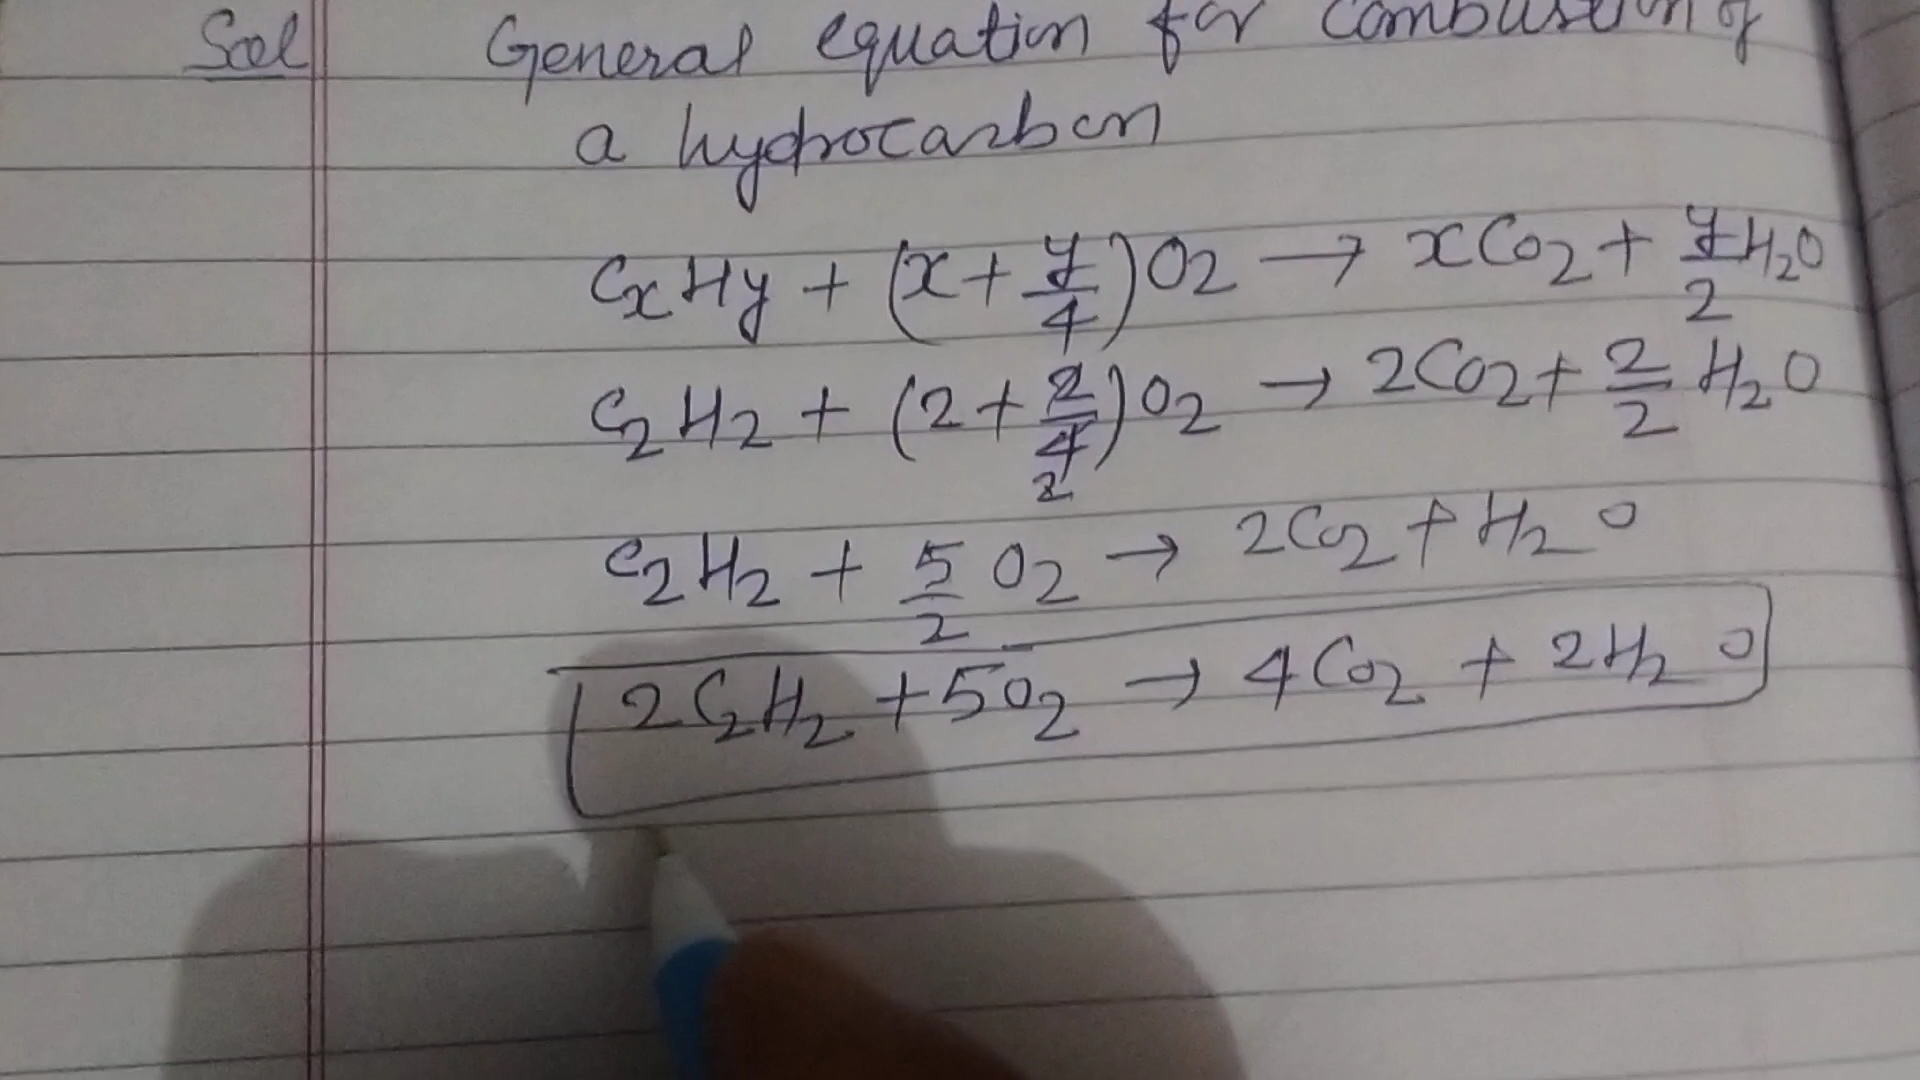 Sol General equation for combustion of
a hydrocarbon
CxHy + (x + y/4) O2 → xCO2 + y/2 H2O
C2H2 + (2 + 2/4) O2 → 2CO2 + 2/2 H2O
2
C2H2 + 5/2 O2 → 2CO2 + H2O
2C2H2 + 5O2 → 4CO2 + 2H2O